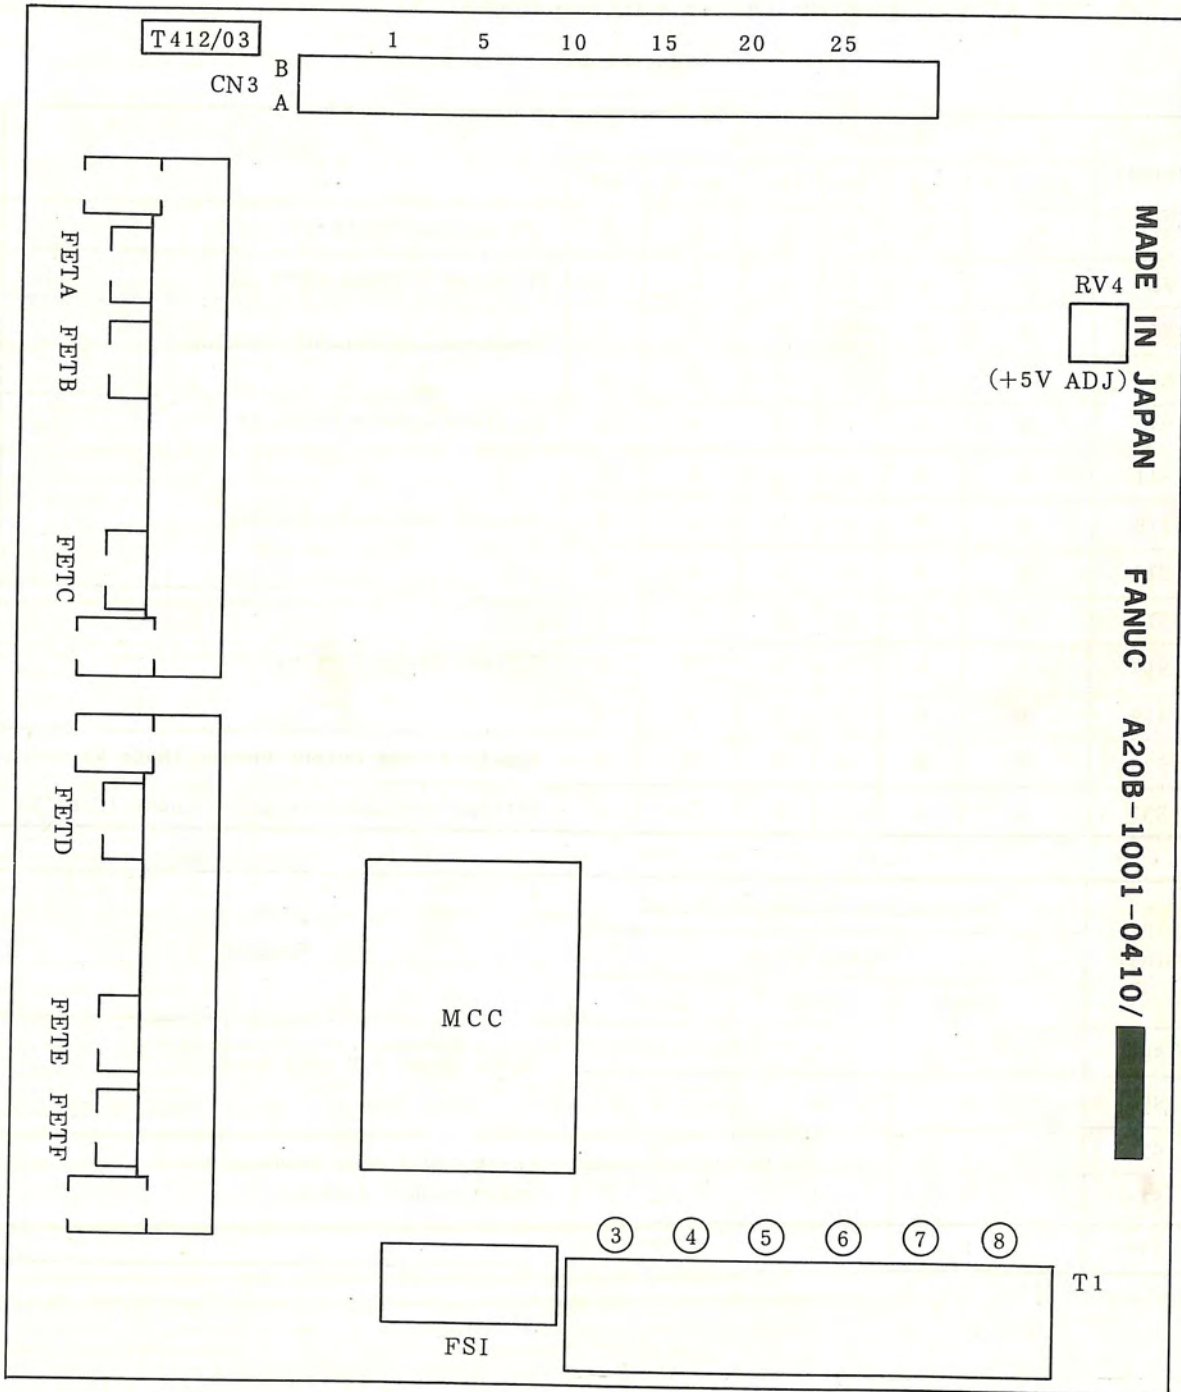 T412/03
1 5 10 15 20 25
CN3
B
A
MADE IN JAPAN FANUC A20B-1001-0410/
RV4
(+5V ADJ)
FETA
FETB
FETC
FETD
FETE
FETF
MCC
3 4 5 6 7 8
T1
FSI